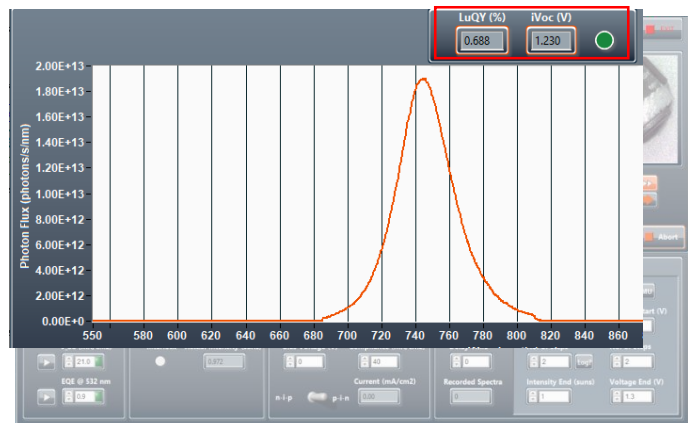 LuQY (%) iVoc (V)
0.688 1.230
2.00E+13
1.80E+13
1.60E+13
1.40E+13
1.20E+13
1.00E+13
8.00E+12
6.00E+12
4.00E+12
2.00E+12
0.00E+0
Photon Flux (photons/s/nm)
550 580 600 620 640 660 680 700 720 740 760 780 800 820 840 860
Abort
21.0 0.972 0 40 0 2 2
EQE @ 532 nm Current (mA/cm2) Recorded Spectra Intensity End (suns) Voltage End (V)
0.9 n-i-p p-i-n 0.00 0 1 1.3